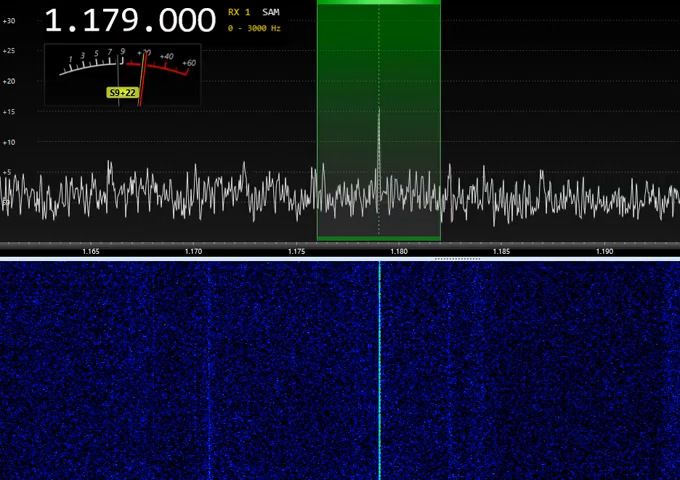 1.179.000
RX 1 SAM
0 - 3000 Hz
1 3 5 7 9 +20 +40 +60
S9+22
+30
+25
+20
+15
+10
+5
1.165 1.170 1.175 1.180 1.185 1.190